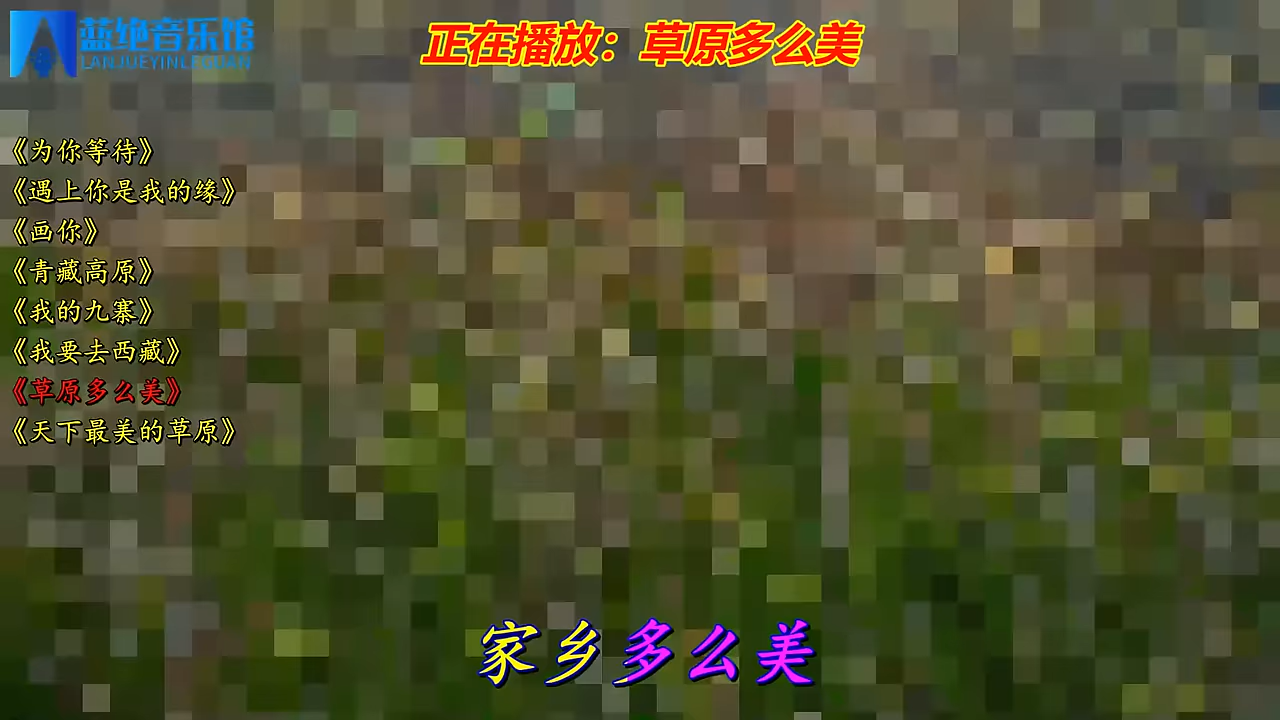 蓝绝音乐馆
LANJUEYINLEGUAN
正在播放：草原多么美
《为你等待》
《遇上你是我的缘》
《画你》
《青藏高原》
《我的九寨》
《我要去西藏》
《草原多么美》
《天下最美的草原》
家乡多么美